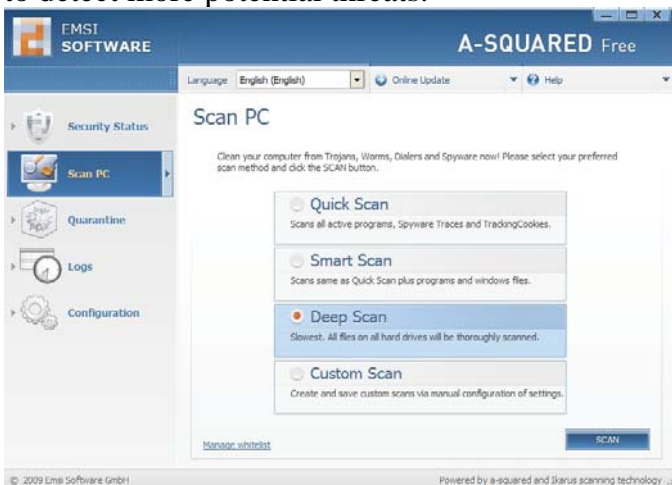 to detect more potential threats.
EMSI
SOFTWARE
A-SQUARED Free
Language English (English) Online Update Help
Security Status
Scan PC
Quarantine
Logs
Configuration
Scan PC
Clean your computer from Trojans, Worms, Dialers and Spyware now! Please select your preferred
scan method and click the SCAN button.
Quick Scan
Scans all active programs, Spyware Traces and TrackingCookies.
Smart Scan
Scans same as Quick Scan plus programs and windows files.
Deep Scan
Slowest. All files on all hard drives will be thoroughly scanned.
Custom Scan
Create and save custom scans via manual configuration of settings.
Manage whitelist
SCAN
© 2009 Emsi Software GmbH
Powered by a-squared and Ikarus scanning technology